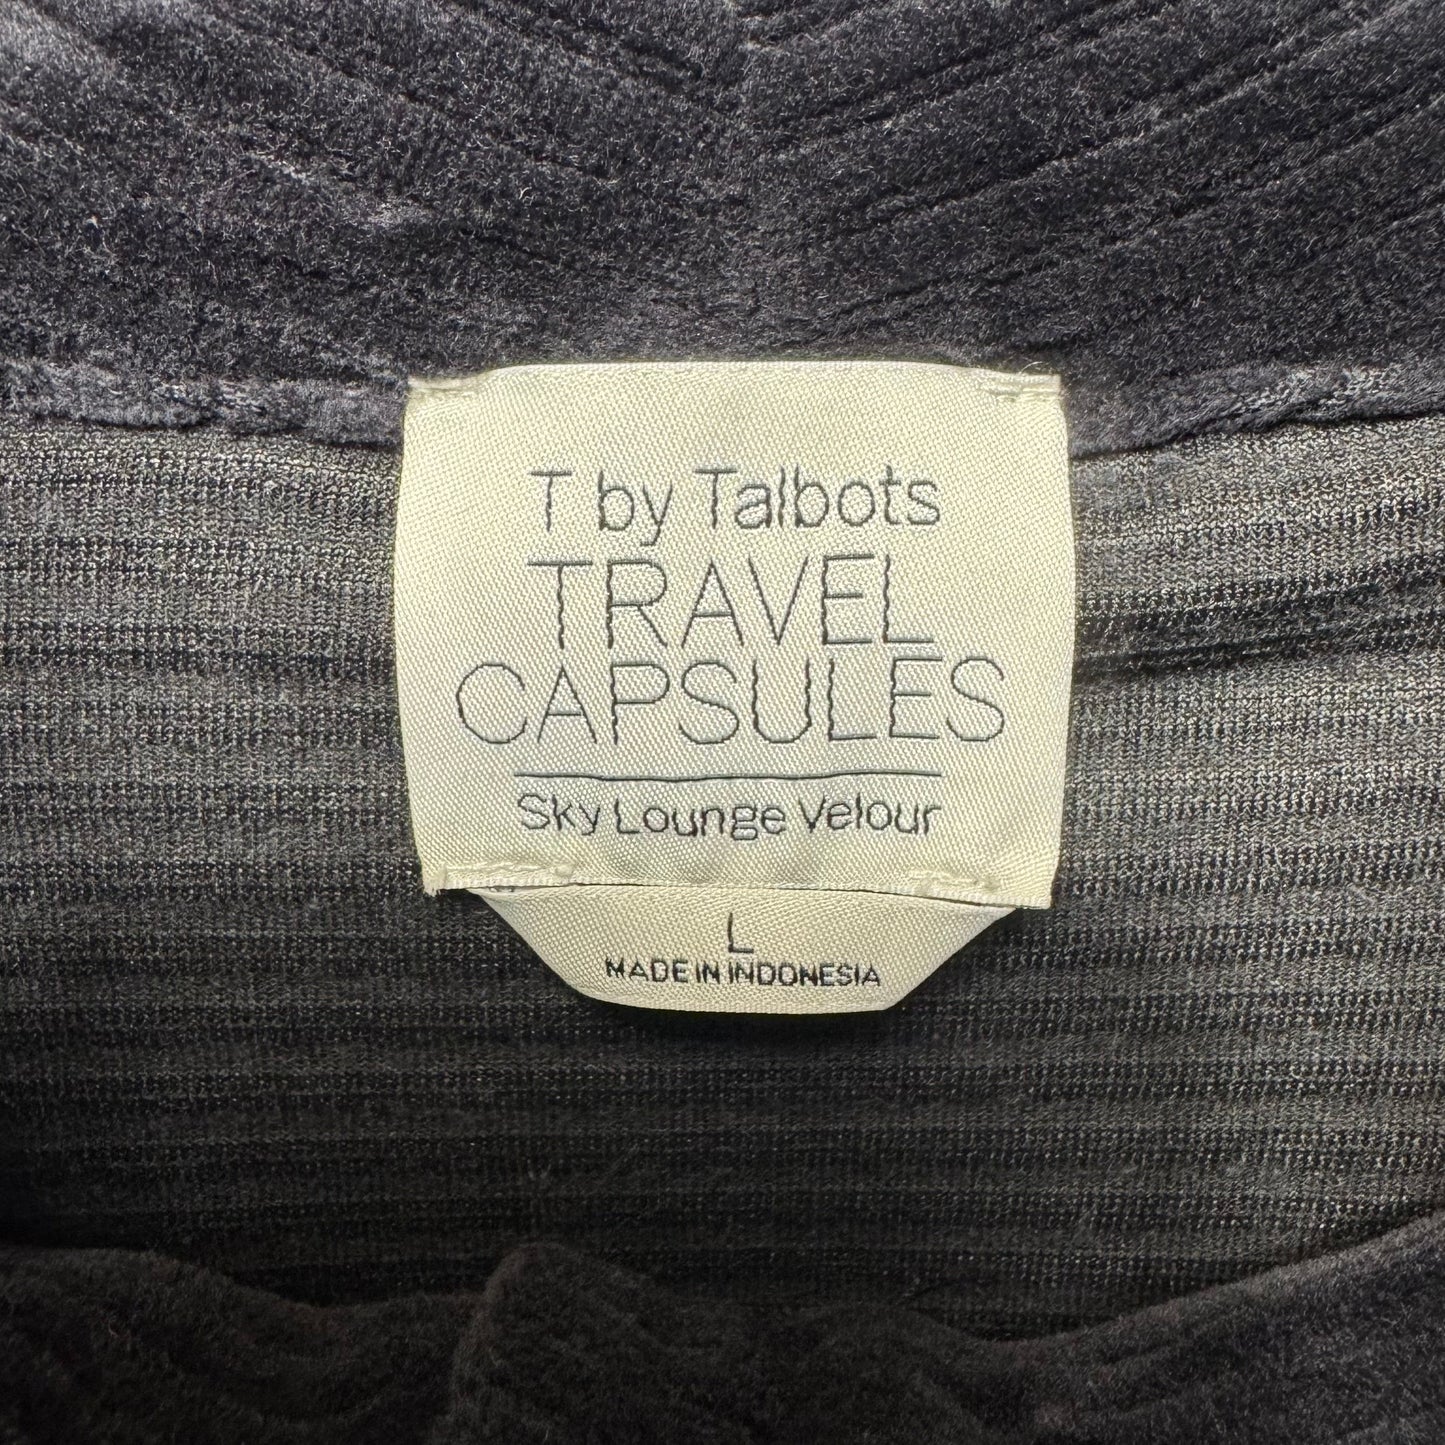 T by Talbots
TRAVEL
CAPSULES
Sky Lounge Velour
L
MADE IN INDONESIA